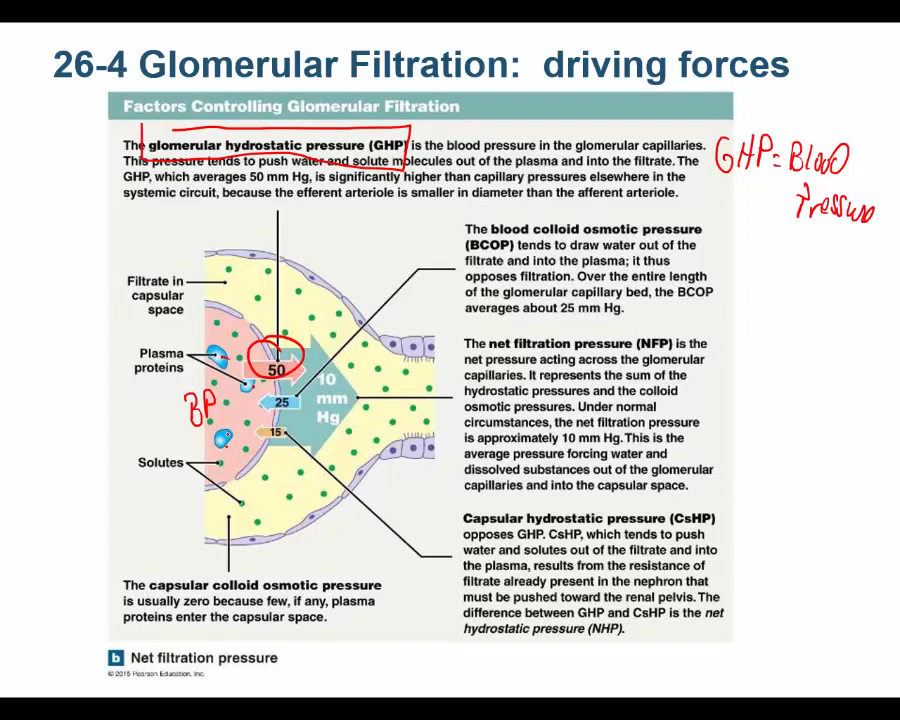 26-4 Glomerular Filtration: driving forces
Factors Controlling Glomerular Filtration
The glomerular hydrostatic pressure (GHP) is the blood pressure in the glomerular capillaries.
This pressure tends to push water and solute molecules out of the plasma and into the filtrate. The
GHP, which averages 50 mm Hg, is significantly higher than capillary pressures elsewhere in the
systemic circuit, because the efferent arteriole is smaller in diameter than the afferent arteriole.
GHP = Blood
Pressure
The blood colloid osmotic pressure
(BCOP) tends to draw water out of the
filtrate and into the plasma; it thus
opposes filtration. Over the entire length
of the glomerular capillary bed, the BCOP
averages about 25 mm Hg.
Filtrate in
capsular
space
Plasma
proteins
BP
Solutes
50
25
15
10
mm
Hg
The net filtration pressure (NFP) is the
net pressure acting across the glomerular
capillaries. It represents the sum of the
hydrostatic pressures and the colloid
osmotic pressures. Under normal
circumstances, the net filtration pressure
is approximately 10 mm Hg. This is the
average pressure forcing water and
dissolved substances out of the glomerular
capillaries and into the capsular space.
Capsular hydrostatic pressure (CsHP)
opposes GHP. CsHP, which tends to push
water and solutes out of the filtrate and into
the plasma, results from the resistance of
filtrate already present in the nephron that
must be pushed toward the renal pelvis. The
difference between GHP and CsHP is the net
hydrostatic pressure (NHP).
The capsular colloid osmotic pressure
is usually zero because few, if any, plasma
proteins enter the capsular space.
b Net filtration pressure
© 2015 Pearson Education, Inc.